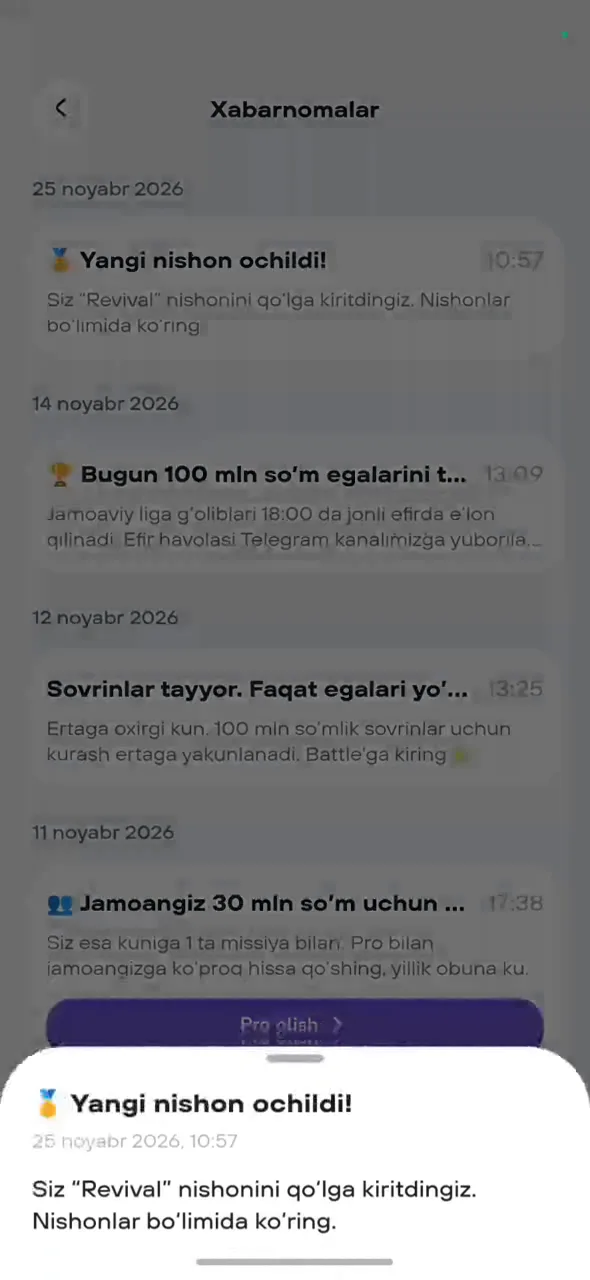 Xabarnomalar
25 noyabr 2026
🏅 Yangi nishon ochildi! 10:57
Siz “Revival” nishonini qo‘lga kiritdingiz. Nishonlar
bo‘limida ko‘ring
14 noyabr 2026
🏆 Bugun 100 mln so‘m egalarini t... 13:09
Jamoaviy liga g‘oliblari 18:00 da jonli efirda e’lon
qilinadi. Efir havolasi Telegram kanalimizga yuborila...
12 noyabr 2026
Sovrinlar tayyor. Faqat egalari yo‘... 13:25
Ertaga oxirgi kun. 100 mln so‘mlik sovrinlar uchun
kurash ertaga yakunlanadi. Battle’ga kiring
11 noyabr 2026
👥 Jamoangiz 30 mln so‘m uchun ... 17:38
Siz esa kuniga 1 ta missiya bilan. Pro bilan
jamoangizga ko‘proq hissa qo‘shing, yillik obuna ku.
Pro olish >
🏅 Yangi nishon ochildi!
25 noyabr 2026, 10:57
Siz “Revival” nishonini qo‘lga kiritdingiz.
Nishonlar bo‘limida ko‘ring.